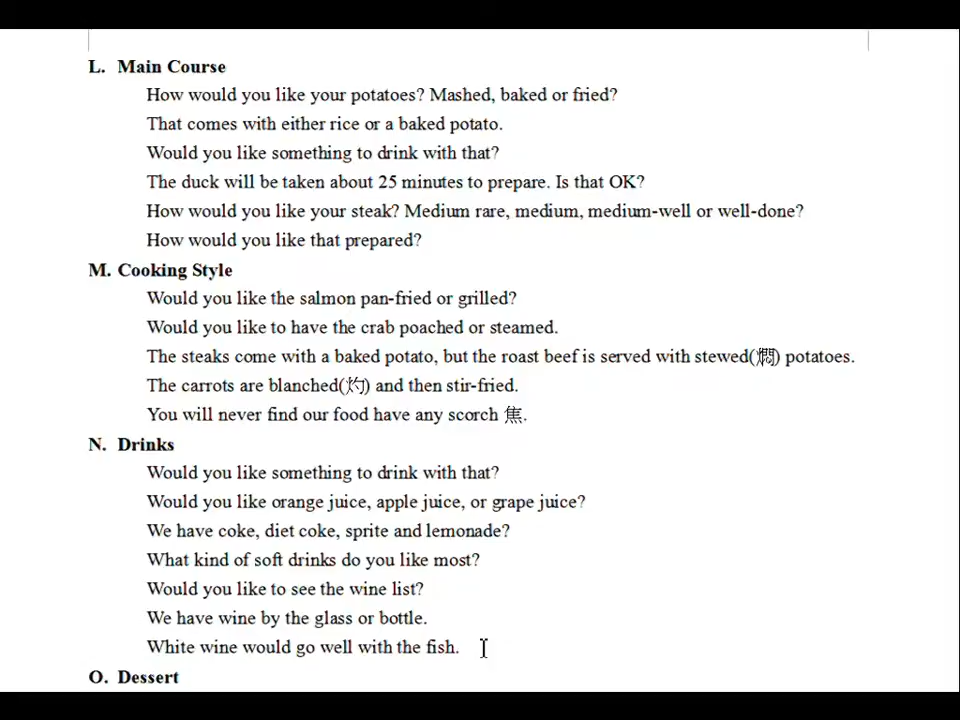 L. Main Course
How would you like your potatoes? Mashed, baked or fried?
That comes with either rice or a baked potato.
Would you like something to drink with that?
The duck will be taken about 25 minutes to prepare. Is that OK?
How would you like your steak? Medium rare, medium, medium-well or well-done?
How would you like that prepared?
M. Cooking Style
Would you like the salmon pan-fried or grilled?
Would you like to have the crab poached or steamed.
The steaks come with a baked potato, but the roast beef is served with stewed(燜) potatoes.
The carrots are blanched(灼) and then stir-fried.
You will never find our food have any scorch 焦.
N. Drinks
Would you like something to drink with that?
Would you like orange juice, apple juice, or grape juice?
We have coke, diet coke, sprite and lemonade?
What kind of soft drinks do you like most?
Would you like to see the wine list?
We have wine by the glass or bottle.
White wine would go well with the fish.
O. Dessert